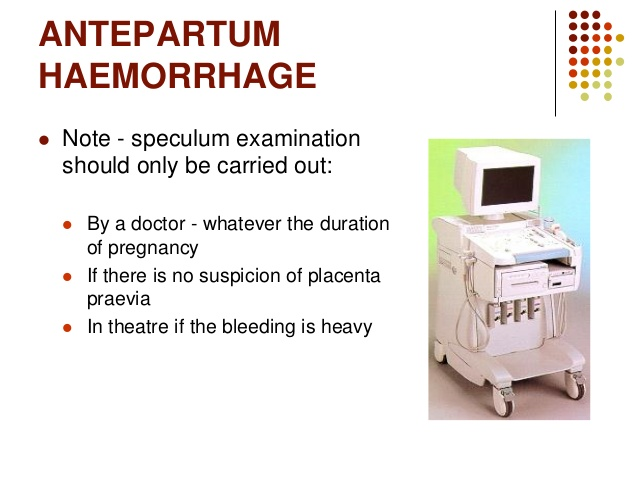 ANTEPARTUM
HAEMORRHAGE
Note - speculum examination
should only be carried out:
By a doctor - whatever the duration
of pregnancy
If there is no suspicion of placenta
praevia
In theatre if the bleeding is heavy